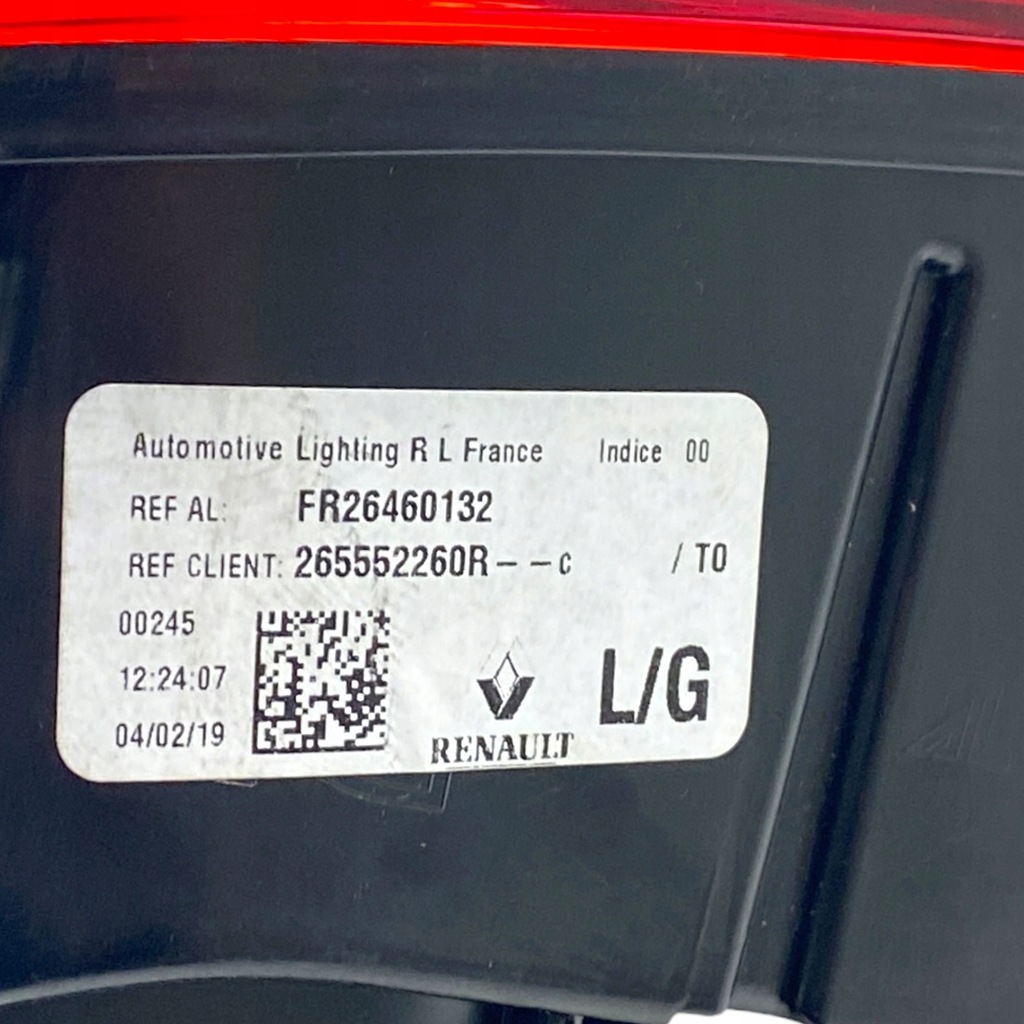 Automotive Lighting R L France Indice 00
REF AL: FR26460132
REF CLIENT: 265552260R--C / TO
00245
12:24:07
04/02/19
RENAULT
L/G